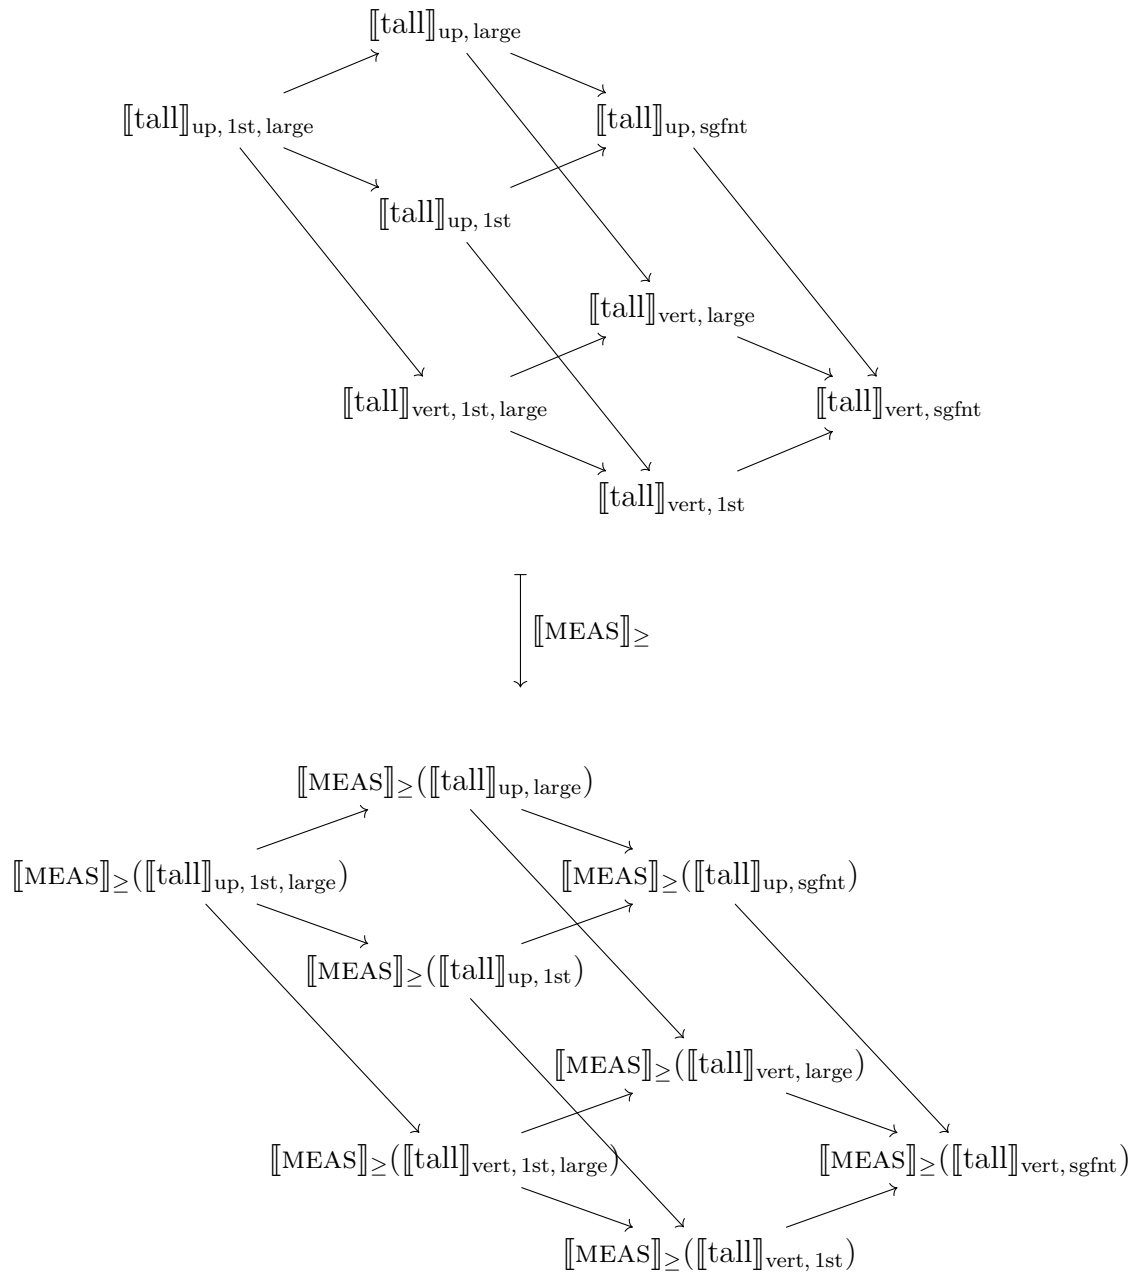 ⟦tall⟧up, large
⟦tall⟧up, 1st, large ⟦tall⟧up, sgfnt
⟦tall⟧up, 1st
⟦tall⟧vert, large
⟦tall⟧vert, 1st, large ⟦tall⟧vert, sgfnt
⟦tall⟧vert, 1st
⟦MEAS⟧≥
⟦MEAS⟧≥(⟦tall⟧up, large)
⟦MEAS⟧≥(⟦tall⟧up, 1st, large) ⟦MEAS⟧≥(⟦tall⟧up, sgfnt)
⟦MEAS⟧≥(⟦tall⟧up, 1st)
⟦MEAS⟧≥(⟦tall⟧vert, large)
⟦MEAS⟧≥(⟦tall⟧vert, 1st, large) ⟦MEAS⟧≥(⟦tall⟧vert, sgfnt)
⟦MEAS⟧≥(⟦tall⟧vert, 1st)